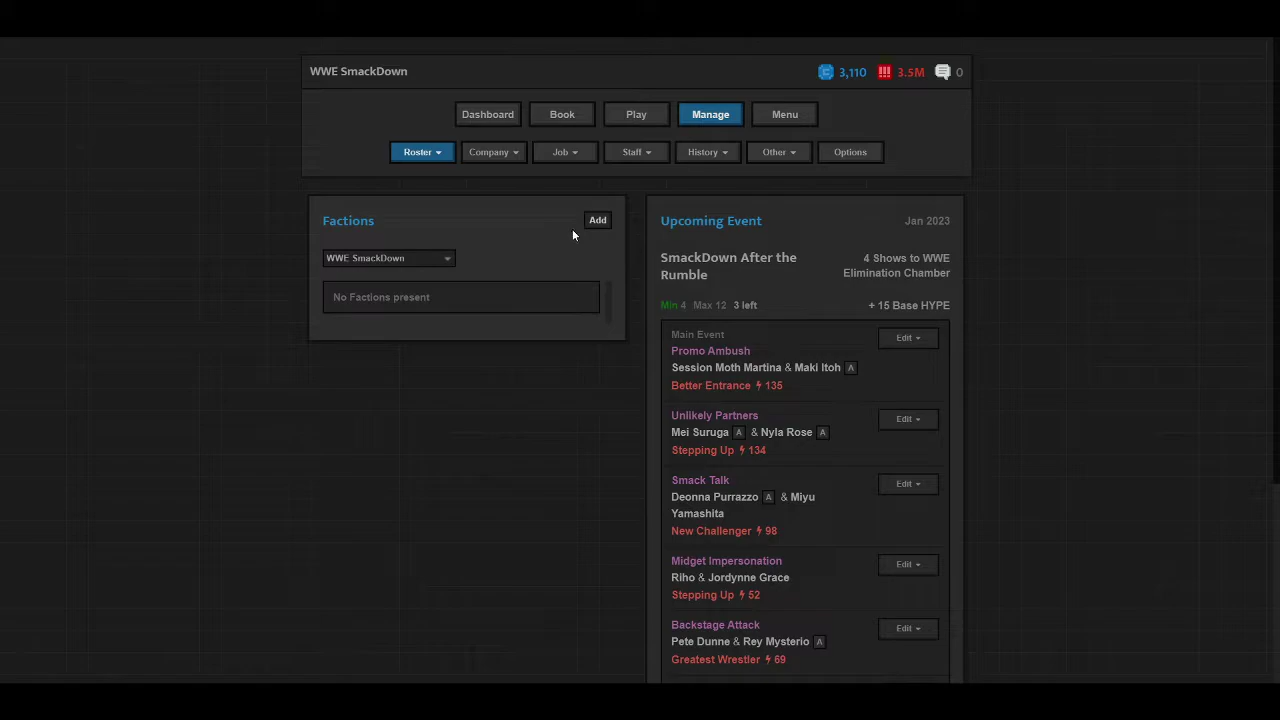 WWE SmackDown
3,110
3.5M
0
Dashboard
Book
Play
Manage
Menu
Roster
Company
Job
Staff
History
Other
Options
Factions
Add
WWE SmackDown
No Factions present
Upcoming Event
Jan 2023
SmackDown After the
Rumble
4 Shows to WWE
Elimination Chamber
Min 4 Max 12 3 left
+ 15 Base HYPE
Main Event
Edit
Promo Ambush
Session Moth Martina & Maki Itoh A
Better Entrance 135
Unlikely Partners
Edit
Mei Suruga A & Nyla Rose A
Stepping Up 134
Smack Talk
Edit
Deonna Purrazzo A & Miyu
Yamashita
New Challenger 98
Midget Impersonation
Edit
Riho & Jordynne Grace
Stepping Up 52
Backstage Attack
Edit
Pete Dunne & Rey Mysterio A
Greatest Wrestler 69